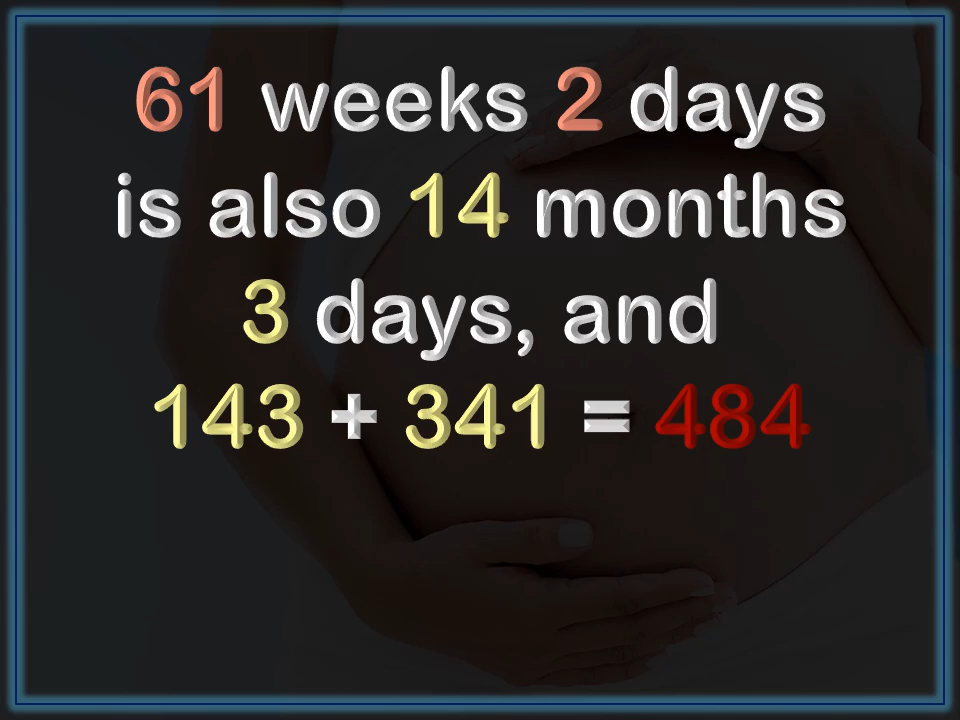 61 weeks 2 days
is also 14 months
3 days, and
143 + 341 = 484